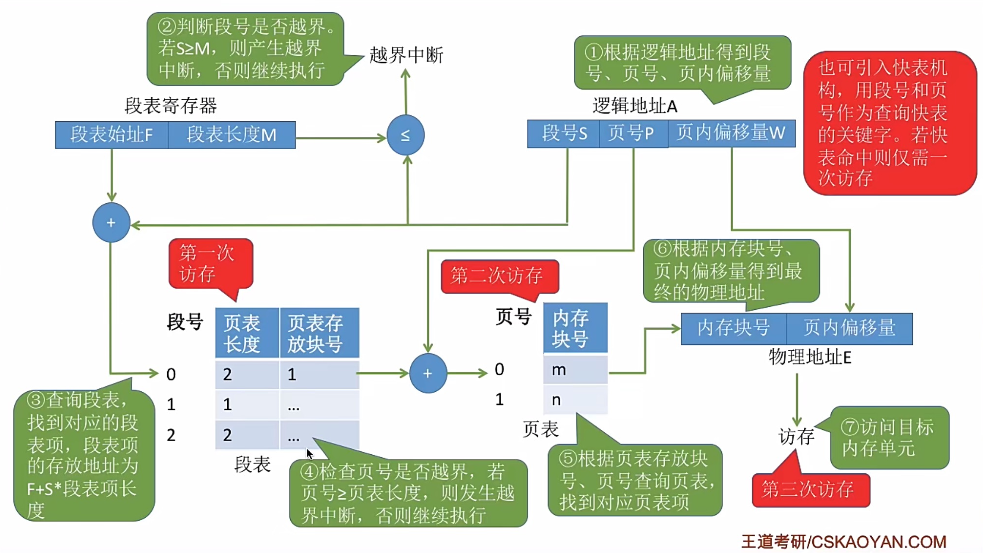 ②判断段号是否越界。
若S≥M，则产生越界
中断，否则继续执行
越界中断
①根据逻辑地址得到段
号、页号、页内偏移量
也可引入快表机
构，用段号和页
号作为查询快表
的关键字。若快
表命中则仅需一
次访存
段表寄存器
段表始址F 段表长度M
≤
逻辑地址A
段号S 页号P 页内偏移量W
+
第一次
访存
第二次访存
⑥根据内存块号、
页内偏移量得到最
终的物理地址
段号
页表
长度
页表存
放块号
0 2 1
1 1 ...
2 2 ...
段表
+
页号
内存
块号
0 m
1 n
页表
内存块号 页内偏移量
物理地址E
③查询段表，
找到对应的段
表项，段表项
的存放地址为
F+S*段表项长
度
④检查页号是否越界，若
页号≥页表长度，则发生越
界中断，否则继续执行
⑤根据页表存放块
号、页号查询页表，
找到对应页表项
访存
⑦访问目标
内存单元
第三次访存
王道考研/CSKAOYAN.COM